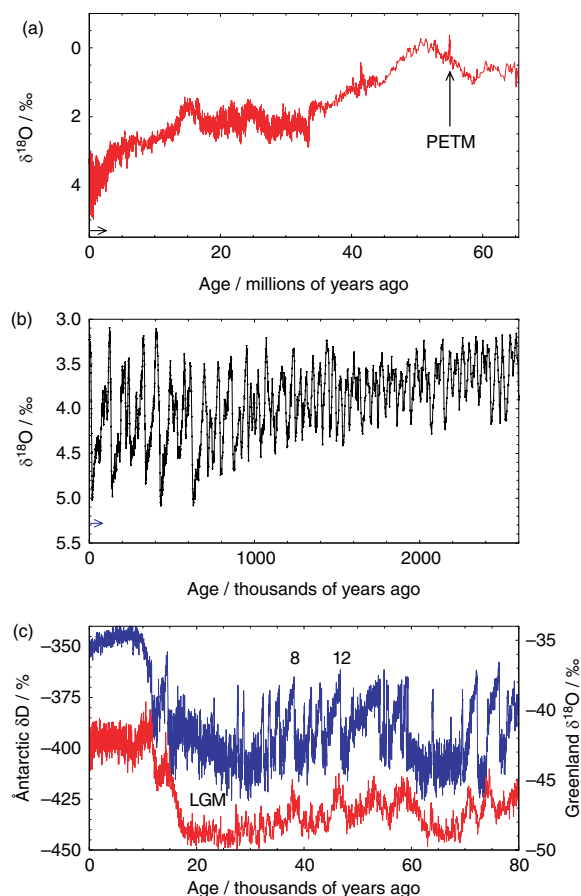 (a)
0
2
4
δ¹⁸O / ‰
PETM
0 20 40 60
Age / millions of years ago
(b)
3.0
3.5
4.0
4.5
5.0
5.5
δ¹⁸O / ‰
0 1000 2000
Age / thousands of years ago
(c)
−350
−375
−400
−425
−450
Åntarctic δD / %
8 12
LGM
−35
−40
−45
−50
Greenland δ¹⁸O / ‰
0 20 40 60 80
Age / thousands of years ago